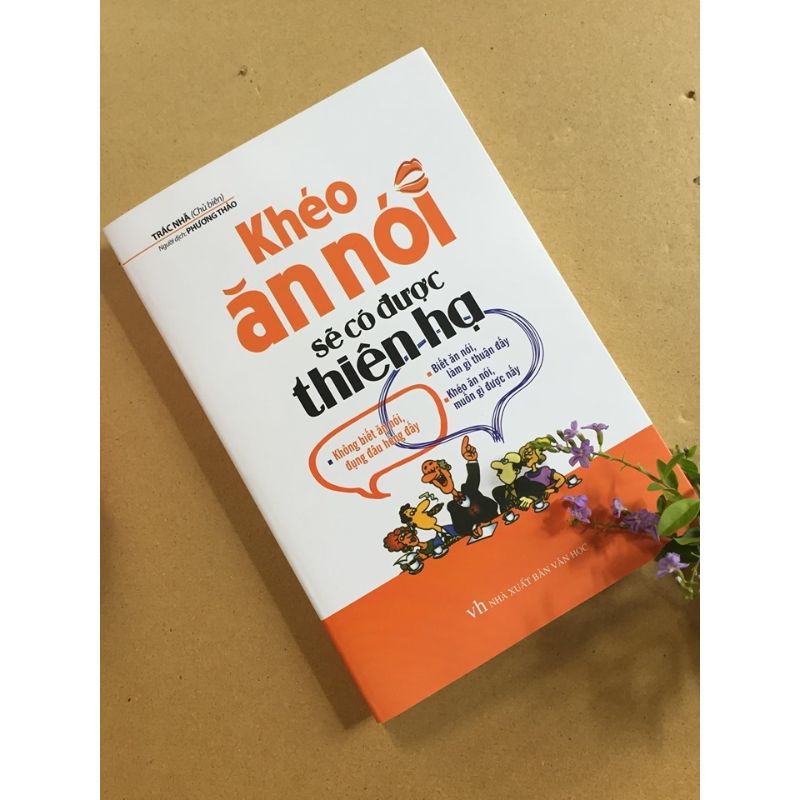 TRÁC NHÃ (Chủ biên)
Người dịch: PHƯƠNG THẢO
Khéo
ăn nói
sẽ có được
thiên hạ
• Biết ăn nói,
làm gì thuận đấy
• Khéo ăn nói,
muốn gì được nấy
• Không biết ăn nói,
đụng đâu hỏng đấy
vh NHÀ XUẤT BẢN VĂN HỌC